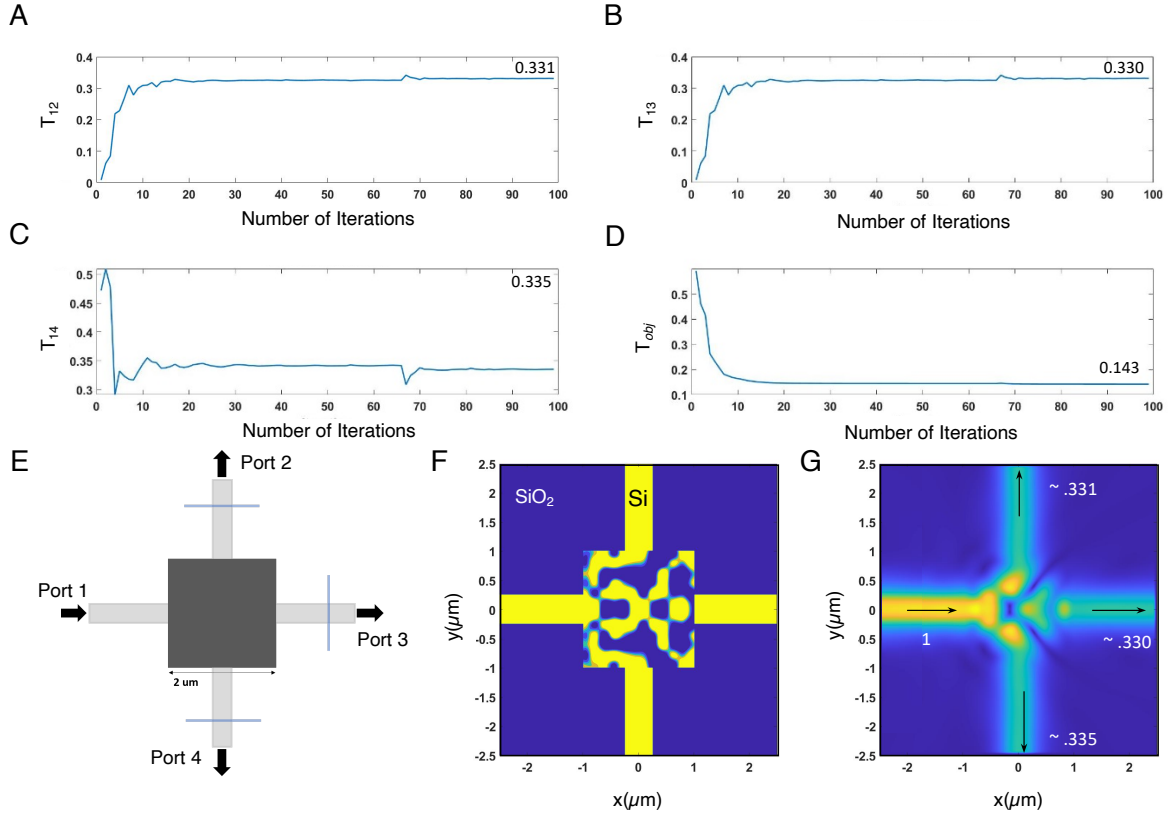 A
0.4
0.3
0.2
0.1
0
T12
0.331
0 10 20 30 40 50 60 70 80 90 100
Number of Iterations
B
0.4
0.3
0.2
0.1
0
T13
0.330
0 10 20 30 40 50 60 70 80 90 100
Number of Iterations
C
0.5
0.45
0.4
0.35
0.3
T14
0.335
0 10 20 30 40 50 60 70 80 90 100
Number of Iterations
D
0.5
0.4
0.3
0.2
0.1
Tobj
0.143
0 10 20 30 40 50 60 70 80 90 100
Number of Iterations
E
Port 2
Port 1
Port 3
2 um
Port 4
F
2.5
2
1.5
1
0.5
0
-0.5
-1
-1.5
-2
-2.5
y(µm)
SiO2
Si
-2 -1 0 1 2
x(µm)
G
2.5
2
1.5
1
0.5
0
-0.5
-1
-1.5
-2
-2.5
y(µm)
~ .331
1
~ .330
~ .335
-2 -1 0 1 2
x(µm)